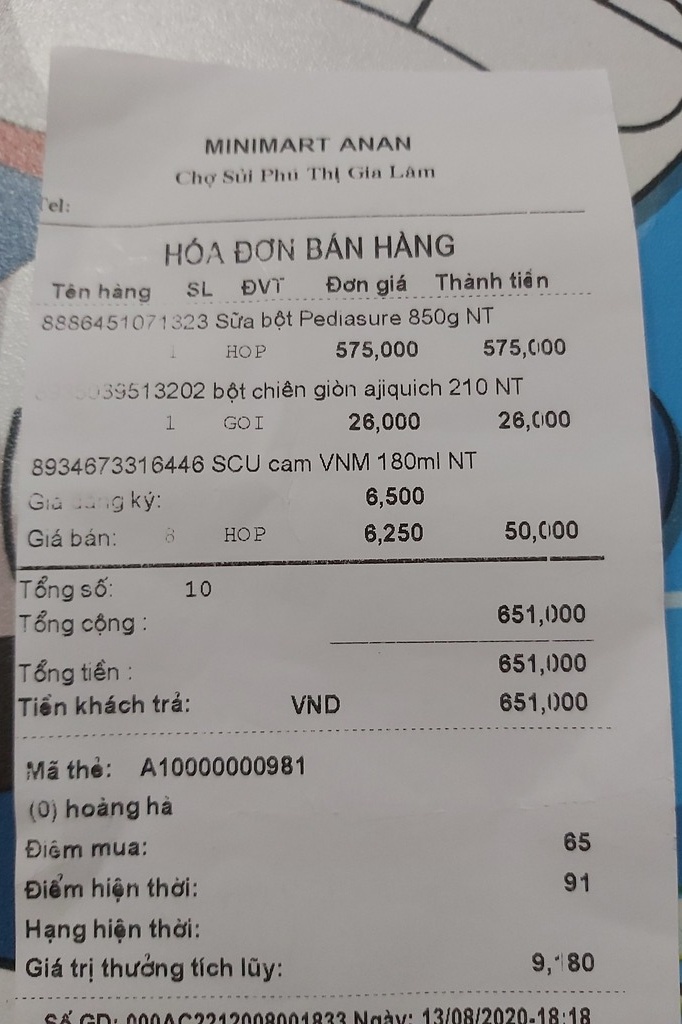 MINIMART ANAN
Chợ Sủi Phú Thị Gia Lâm
Tel:
HÓA ĐƠN BÁN HÀNG
Tên hàng SL ĐVT Đơn giá Thành tiền
8886451071323 Sữa bột Pediasure 850g NT
1 HOP 575,000 575,000
bột chiên giòn ajiquich 210 NT
1 GOI 26,000 26,000
8934673316446 SCU cam VNM 180ml NT
Giá đăng ký: 6,500
Giá bán: 8 HOP 6,250 50,000
Tổng số: 10
Tổng cộng : 651,000
Tổng tiền : 651,000
Tiền khách trả: VND 651,000
Mã thẻ: A10000000981
(0) hoàng hà
Điểm mua: 65
Điểm hiện thời: 91
Hạng hiện thời:
Giá trị thưởng tích lũy: 9,180
Số GD: 000AC2212008001833 Ngày: 13/08/2020-18:18